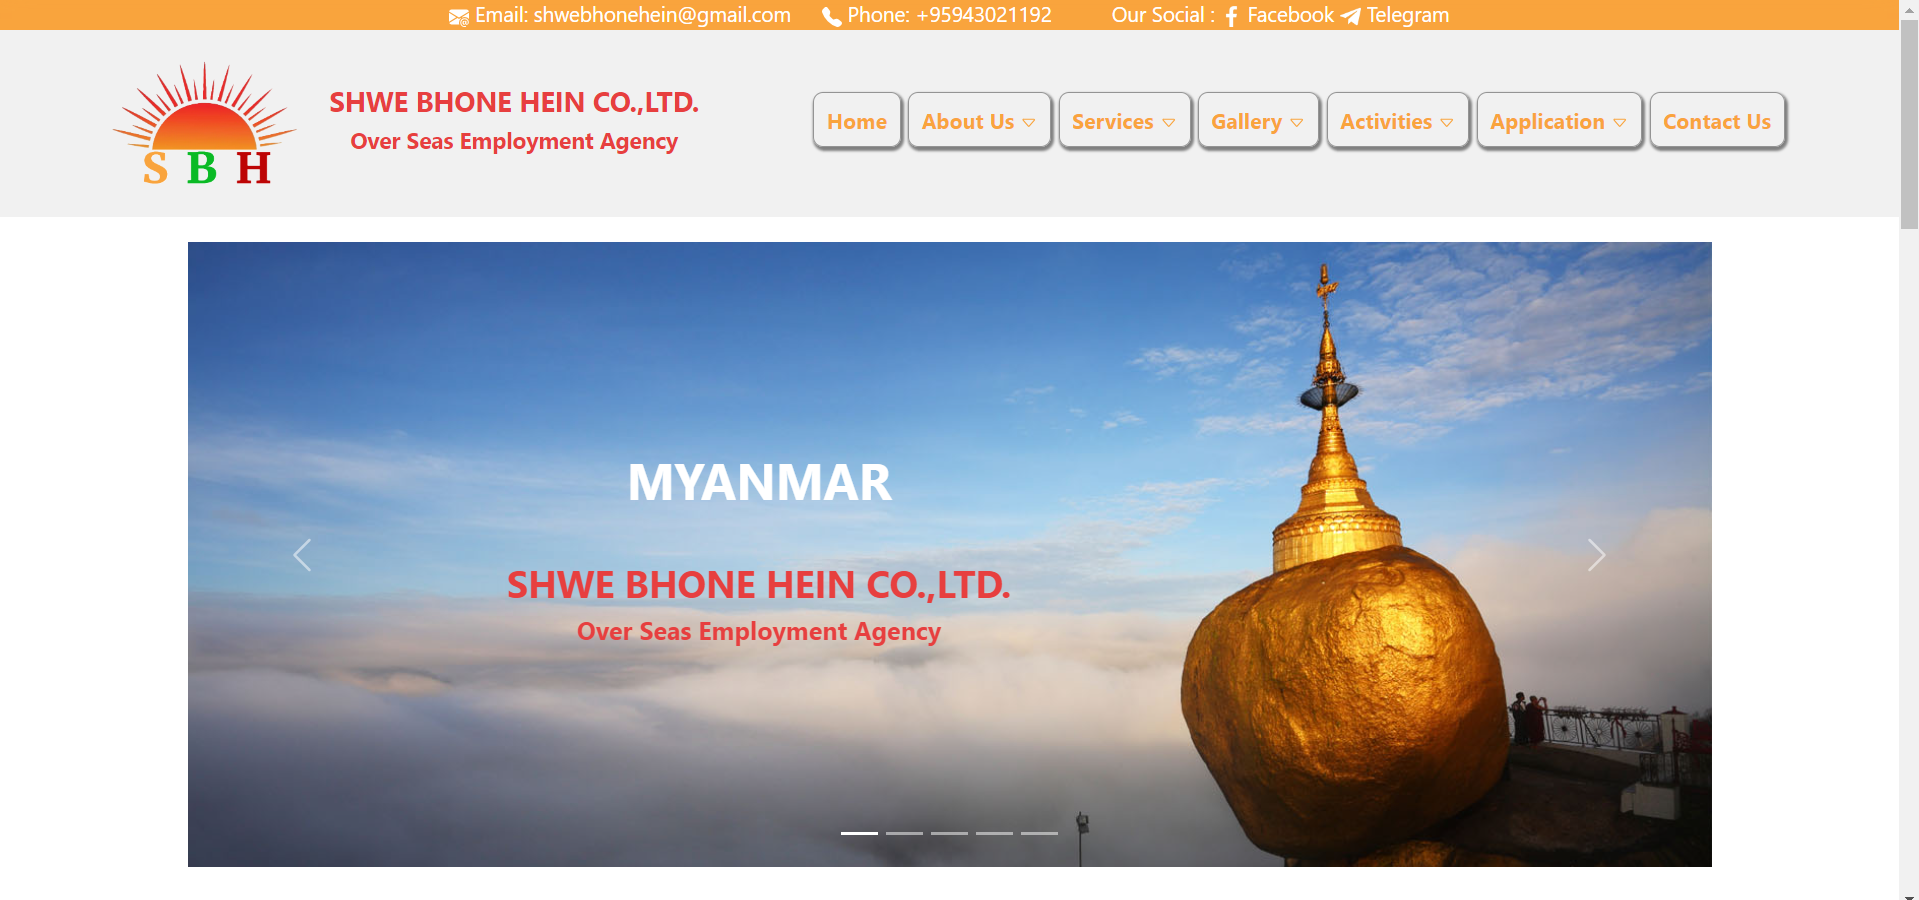 Email: shwebhonehein@gmail.com Phone: +95943021192 Our Social : Facebook Telegram
SHWE BHONE HEIN CO.,LTD.
Over Seas Employment Agency
S B H
Home About Us Services Gallery Activities Application Contact Us
MYANMAR
SHWE BHONE HEIN CO.,LTD.
Over Seas Employment Agency